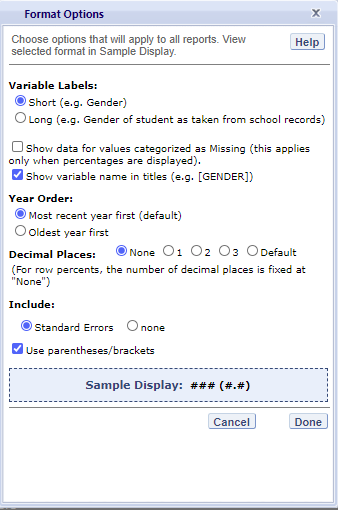 Format Options X
Choose options that will apply to all reports. View
selected format in Sample Display.
Help
Variable Labels:
Short (e.g. Gender)
Long (e.g. Gender of student as taken from school records)
Show data for values categorized as Missing (this applies
only when percentages are displayed).
Show variable name in titles (e.g. [GENDER])
Year Order:
Most recent year first (default)
Oldest year first
Decimal Places: None 1 2 3 Default
(For row percents, the number of decimal places is fixed at
"None")
Include:
Standard Errors none
Use parentheses/brackets
Sample Display: ### (#.#)
Cancel Done